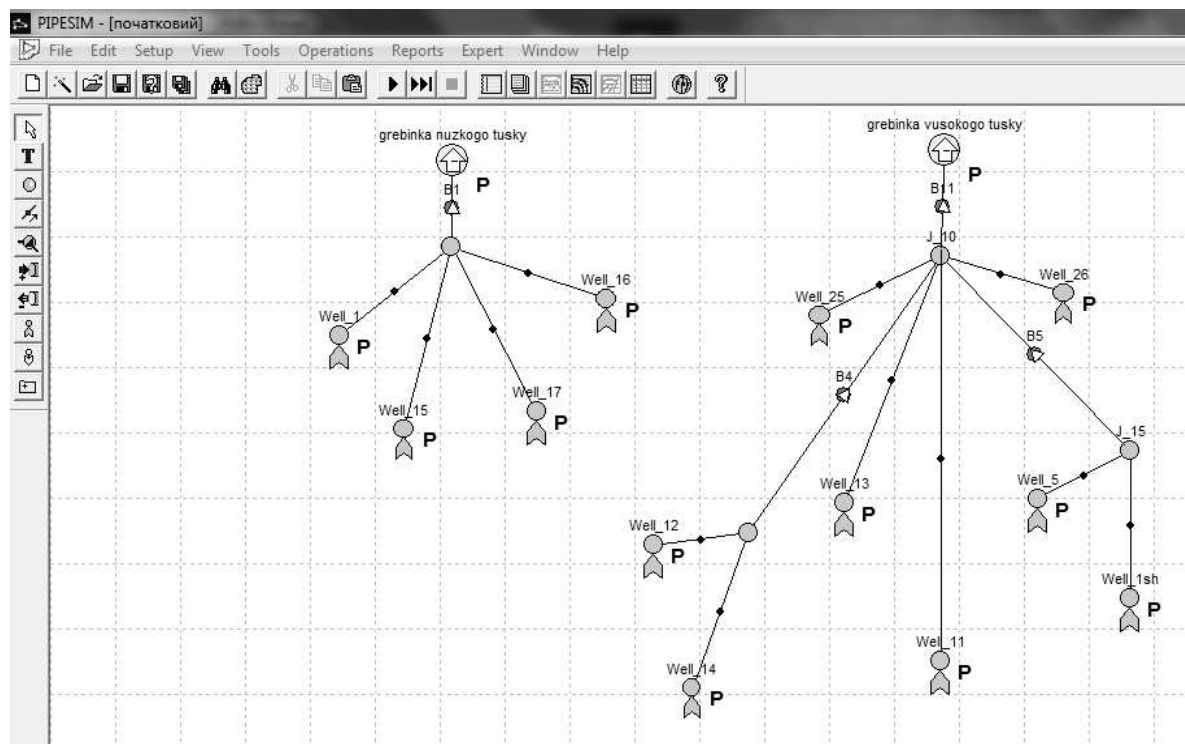 PIPESIM - [початковий]
File Edit Setup View Tools Operations Reports Expert Window Help
T
grebinka nuzkogo tusky
P
B1
Well_16
P
Well_1
P
Well_17
P
Well_15
P
grebinka vusokogo tusky
P
B11
J_10
Well_26
P
Well_25
P
B5
B4
J_15
Well_5
P
Well_13
P
Well_12
P
Well_1sh
P
Well_11
P
Well_14
P